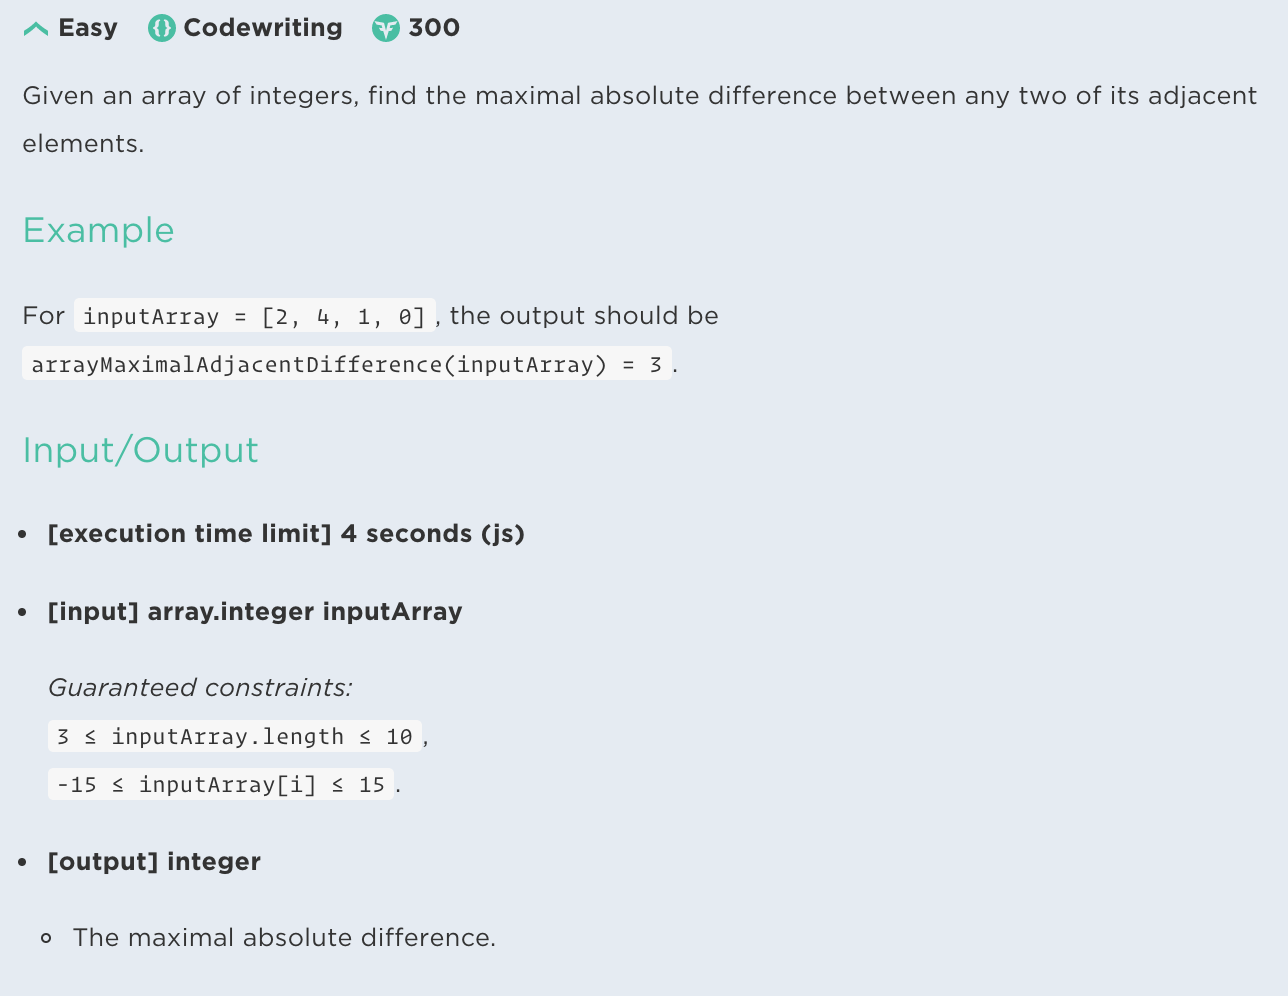 Easy {} Codewriting 300
Given an array of integers, find the maximal absolute difference between any two of its adjacent
elements.
Example
For inputArray = [2, 4, 1, 0], the output should be
arrayMaximalAdjacentDifference(inputArray) = 3.
Input/Output
• [execution time limit] 4 seconds (js)
• [input] array.integer inputArray
Guaranteed constraints:
3 ≤ inputArray.length ≤ 10,
-15 ≤ inputArray[i] ≤ 15.
• [output] integer
○ The maximal absolute difference.